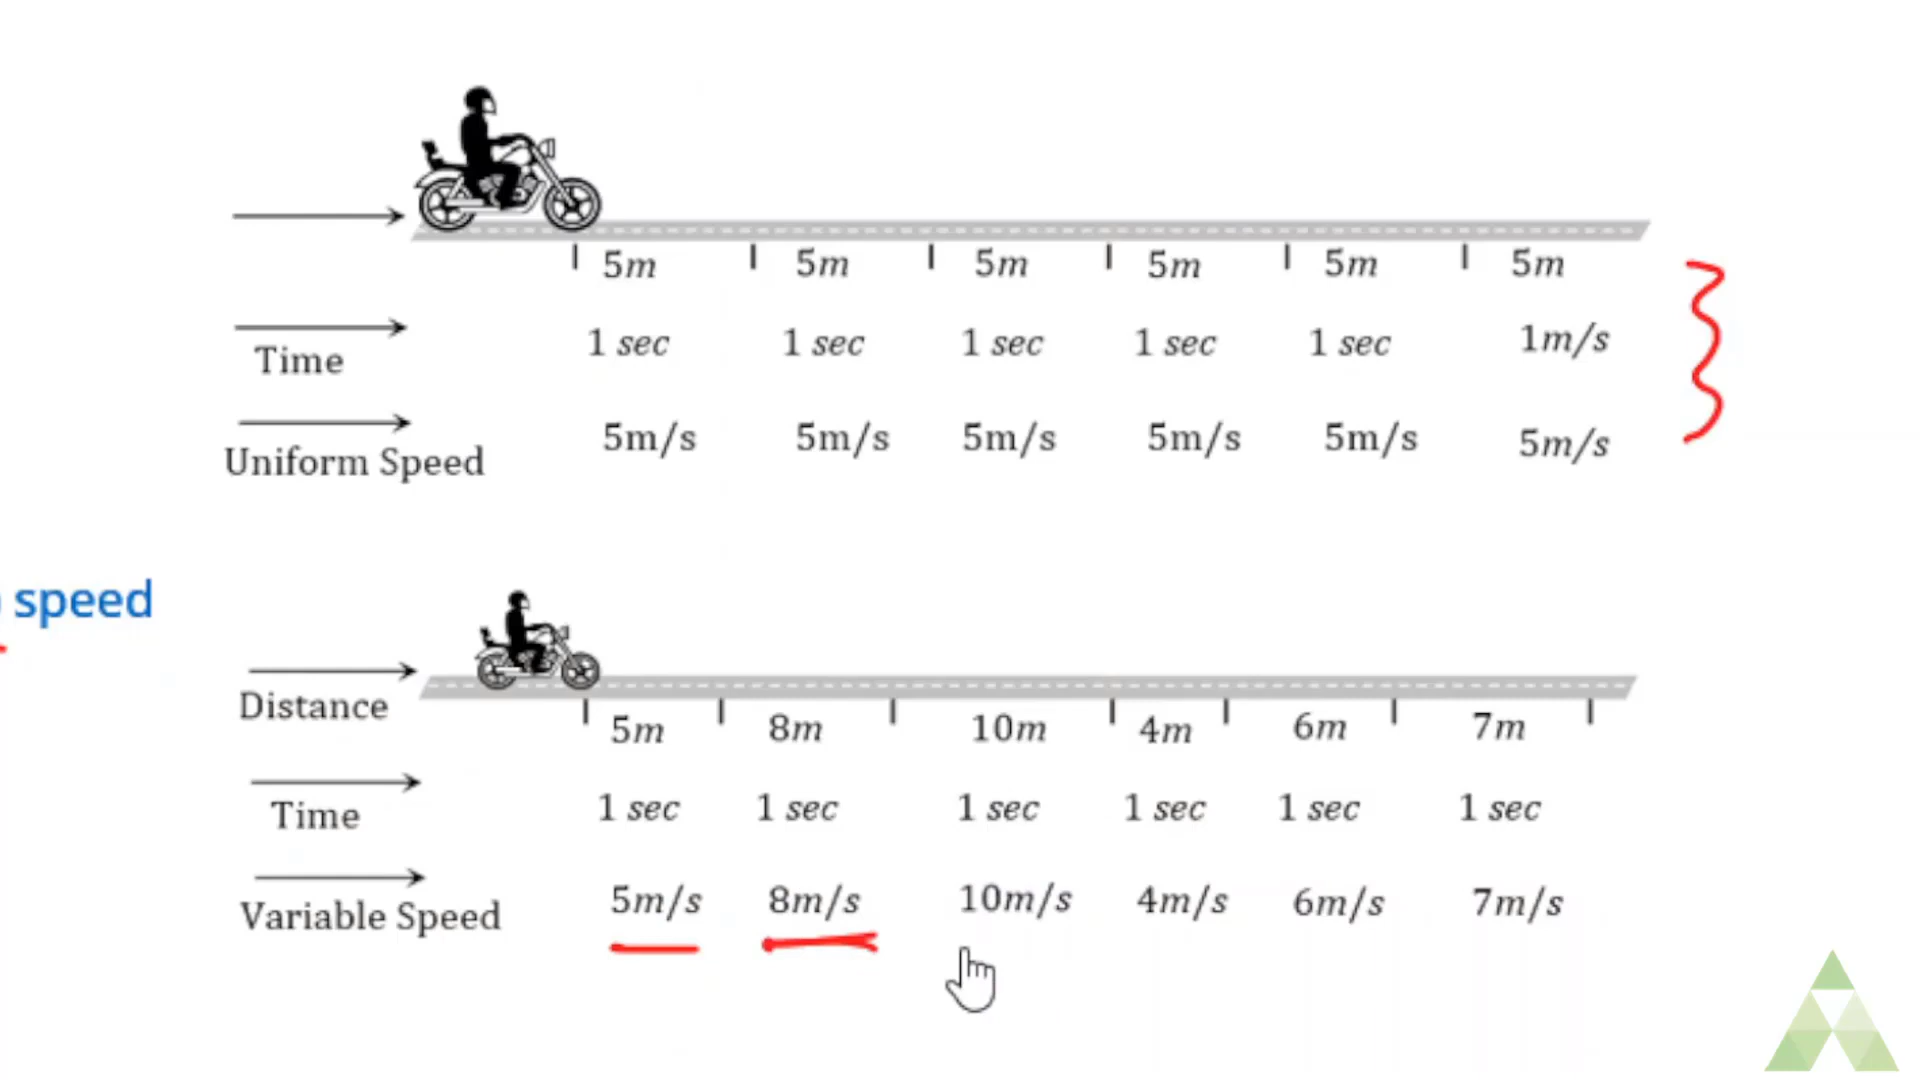 5m 5m 5m 5m 5m 5m
1 sec 1 sec 1 sec 1 sec 1 sec 1m/s
Time
5m/s 5m/s 5m/s 5m/s 5m/s 5m/s
Uniform Speed
speed
Distance
5m 8m 10m 4m 6m 7m
Time
1 sec 1 sec 1 sec 1 sec 1 sec 1 sec
Variable Speed
5m/s 8m/s 10m/s 4m/s 6m/s 7m/s